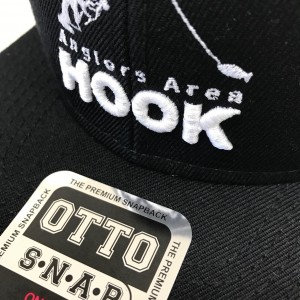 Anglers Area
HOOK
THE PREMIUM SNAPBACK
THE PREMIUM SNAPBACK
OTTO
S·N·A·P